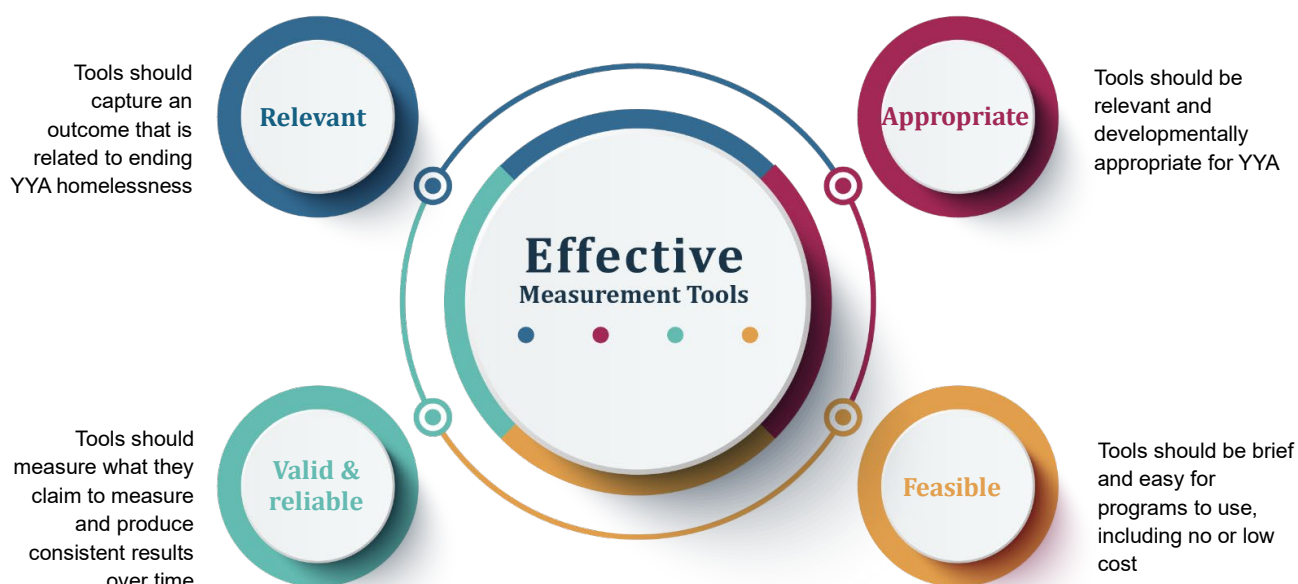 Tools should
capture an
outcome that is
related to ending
YYA homelessness
Relevant
Appropriate
Tools should be
relevant and
developmentally
appropriate for YYA
Effective
Measurement Tools
Tools should
measure what they
claim to measure
and produce
consistent results
over time
Valid &
reliable
Feasible
Tools should be brief
and easy for
programs to use,
including no or low
cost